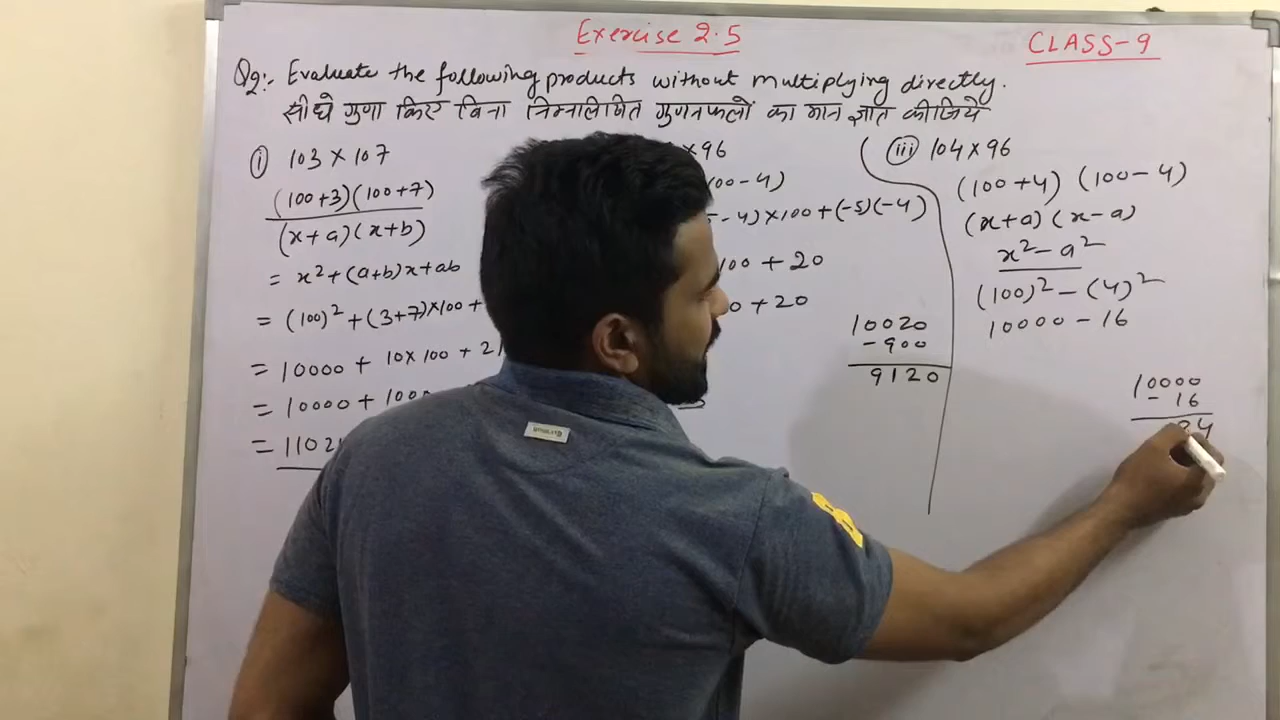 Exercise 2.5
CLASS-9
Q2:- Evaluate the following products without multiplying directly.
सीधे गुणा किए बिना निम्नलिखित गुणनफलों का मान ज्ञात कीजिये
(i) 103 × 107
(100+3)(100+7)
(x+a)(x+b)
= x²+(a+b)x+ab
= (100)²+(3+7)×100+
= 10000 + 10×100 + 2
= 10000 + 100
= 1102
×96
00-4)
-4)×100+(-5)(-4)
100 + 20
0 + 20
10020
-900
9120
(iii) 104×96
(100+4) (100-4)
(x+a)(x-a)
x²-a²
(100)²-(4)²
10000-16
10000
- 16
84